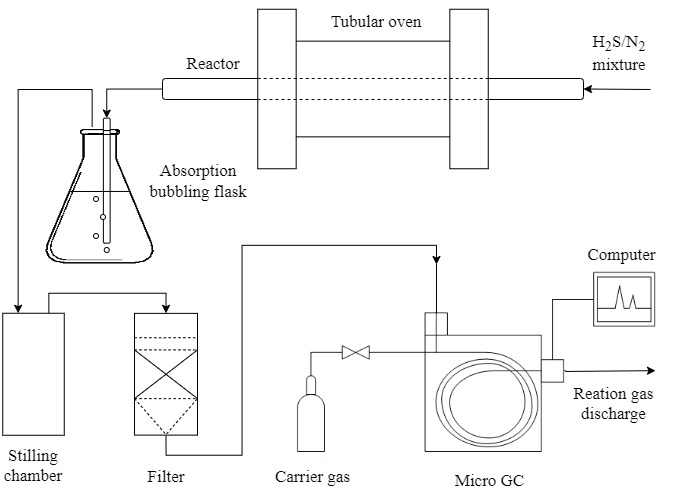 Tubular oven
H₂S/N₂
mixture
Reactor
Absorption
bubbling flask
Computer
Reation gas
discharge
Stilling
chamber
Filter
Carrier gas
Micro GC